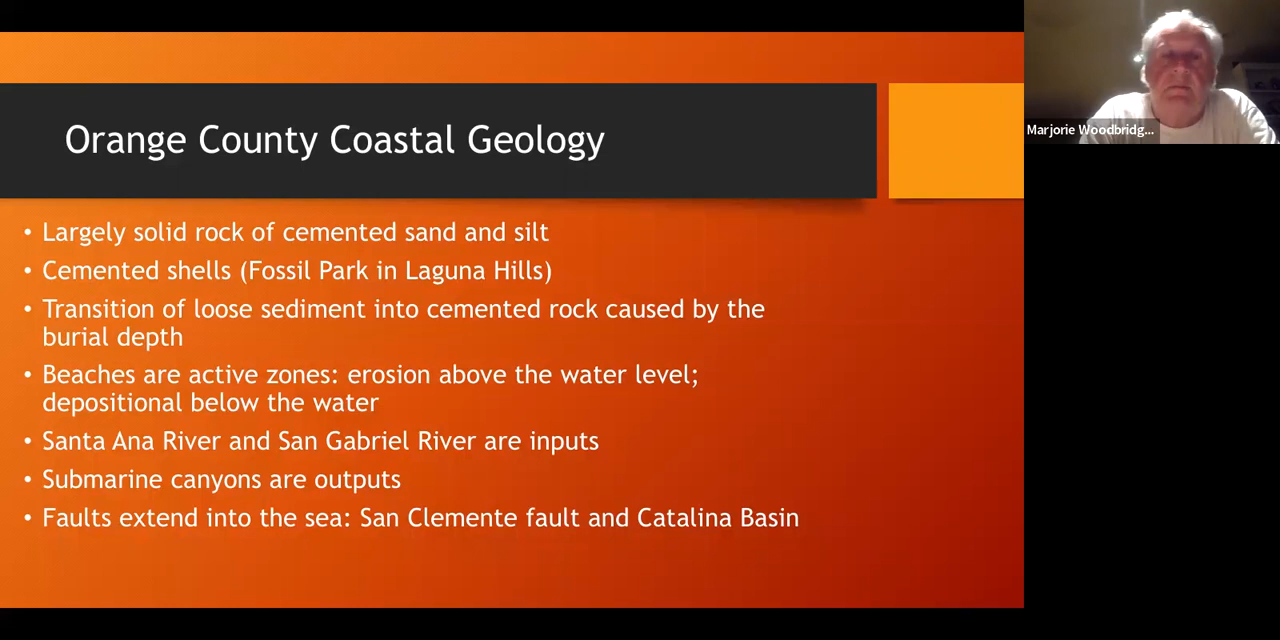 Orange County Coastal Geology
• Largely solid rock of cemented sand and silt
• Cemented shells (Fossil Park in Laguna Hills)
• Transition of loose sediment into cemented rock caused by the
burial depth
• Beaches are active zones: erosion above the water level;
depositional below the water
• Santa Ana River and San Gabriel River are inputs
• Submarine canyons are outputs
• Faults extend into the sea: San Clemente fault and Catalina Basin
Marjorie Woodbridg...